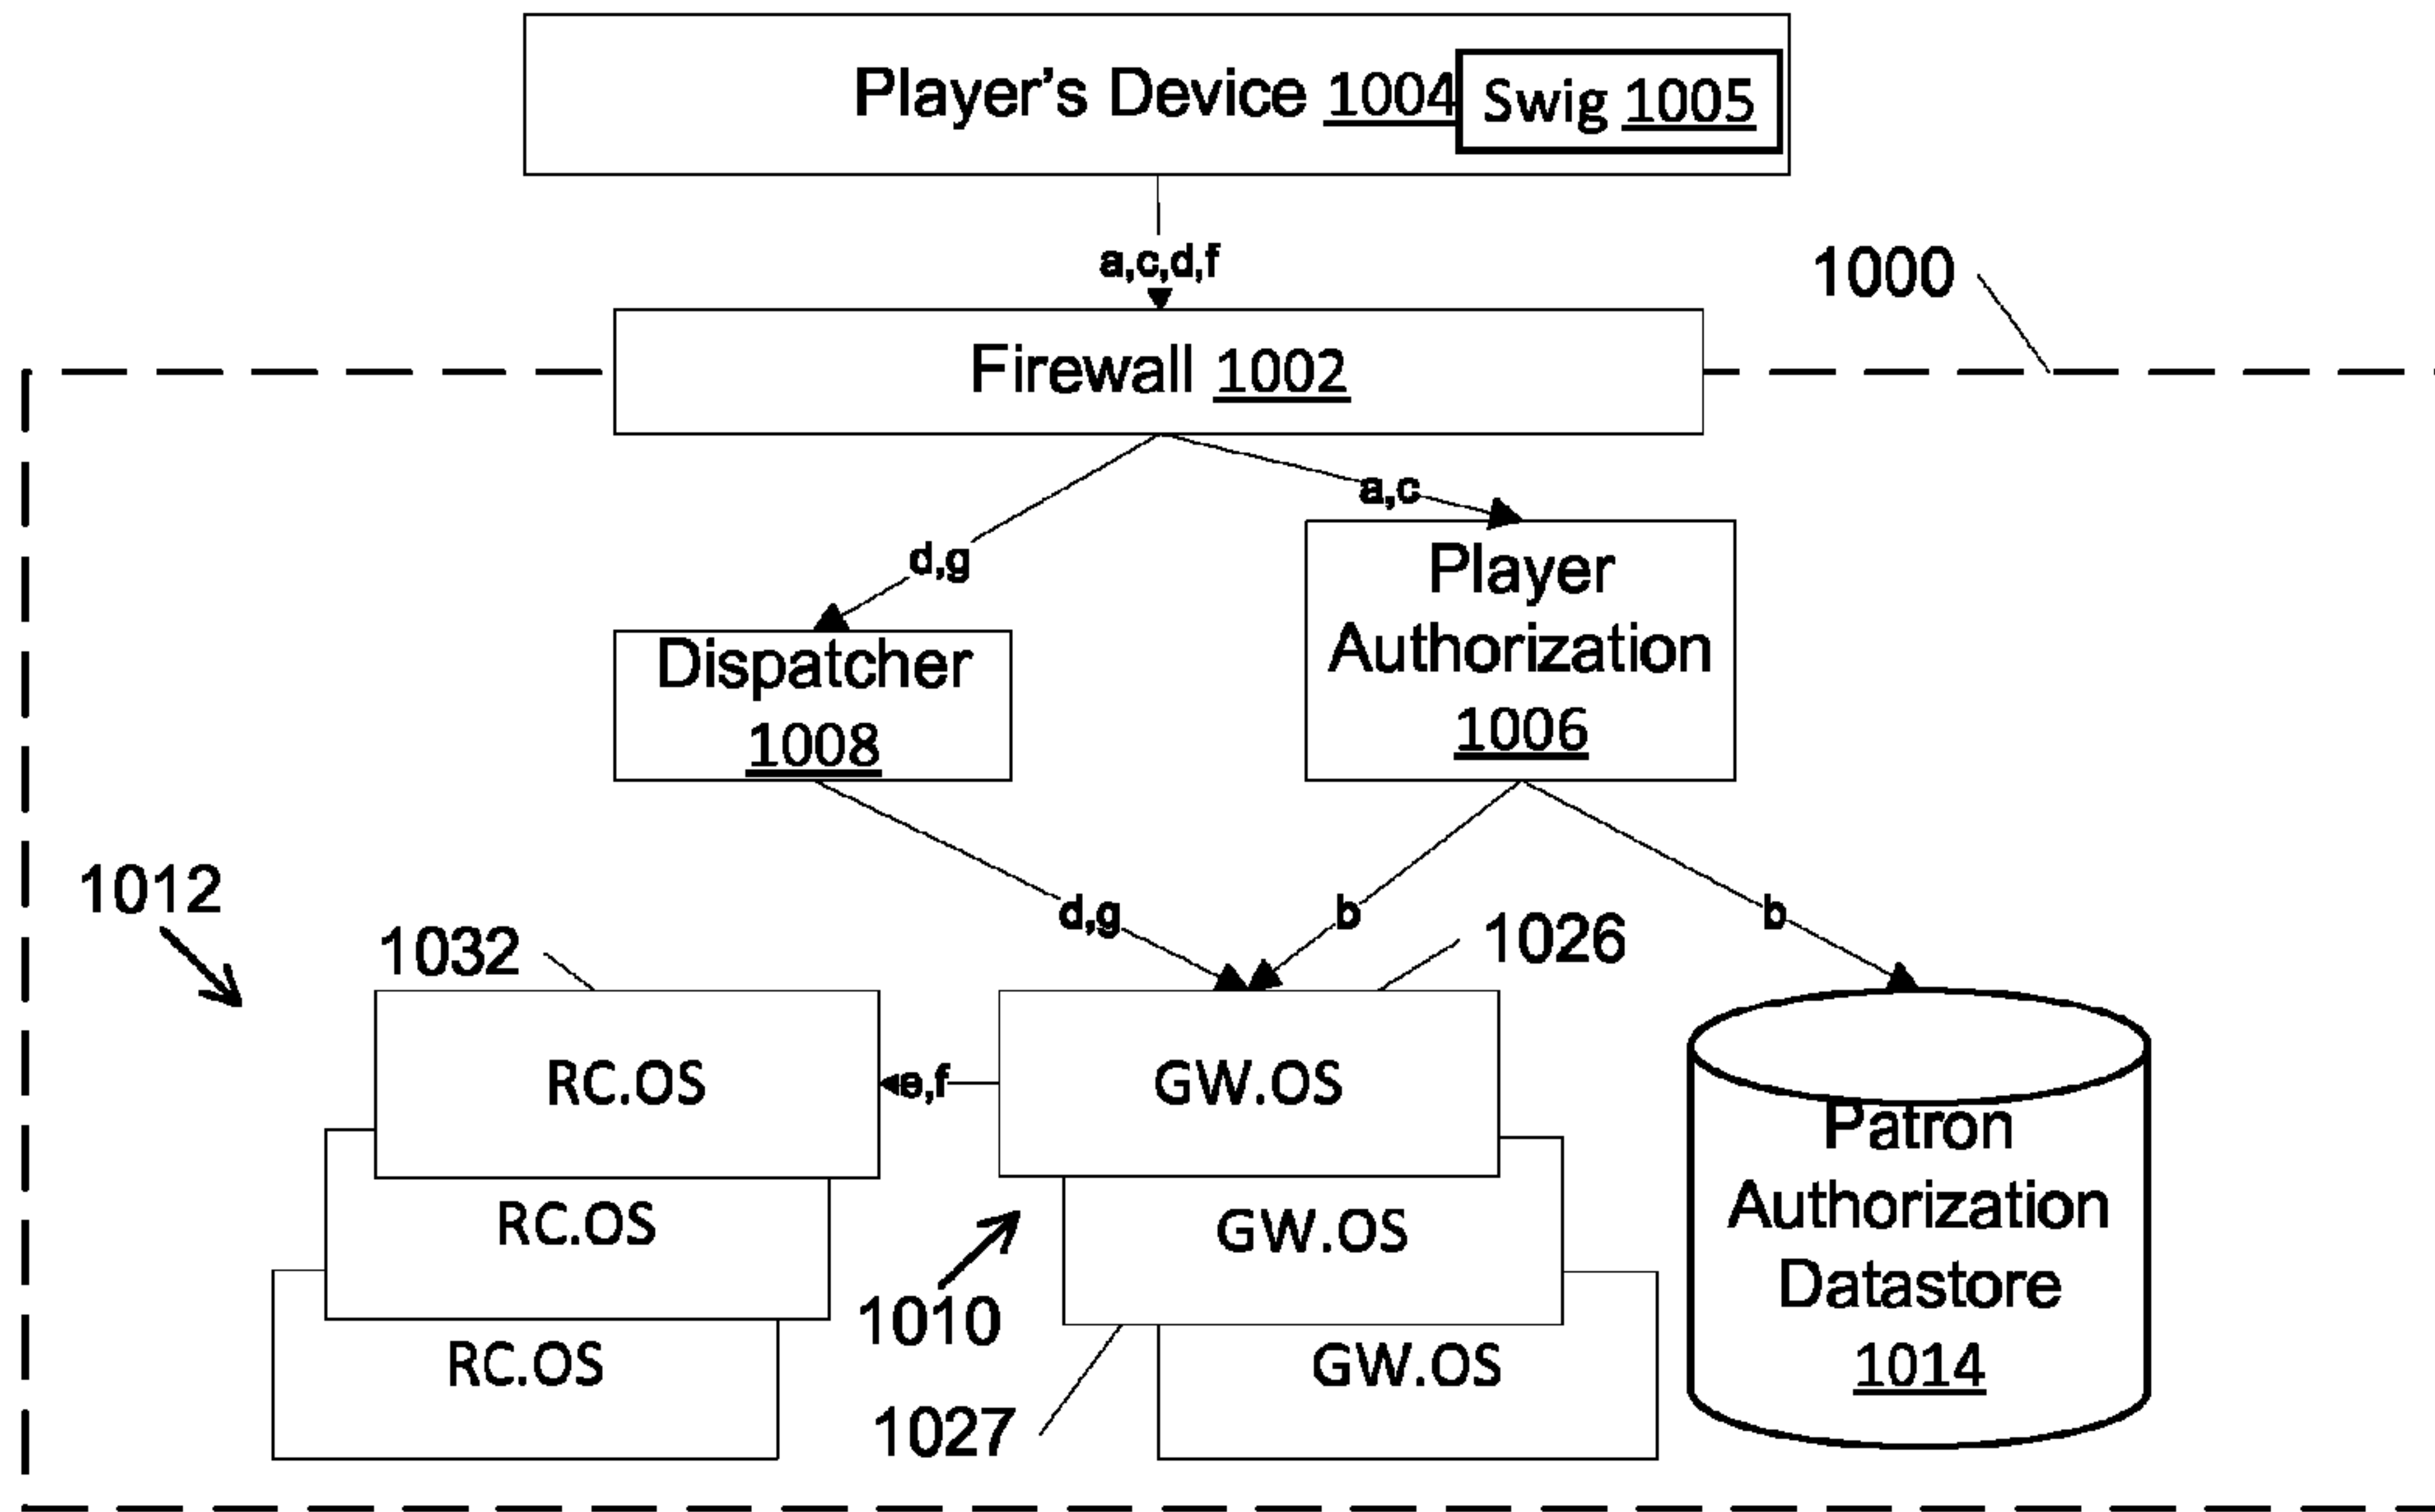 Player's Device 1004
Swig 1005
a,c,d,f
1000
Firewall 1002
a,c
d,g
Player
Authorization
1006
Dispatcher
1008
1012
1032
d,g
b
1026
b
RC.OS
e,f
GW.OS
Patron
Authorization
Datastore
1014
RC.OS
GW.OS
1010
RC.OS
GW.OS
1027